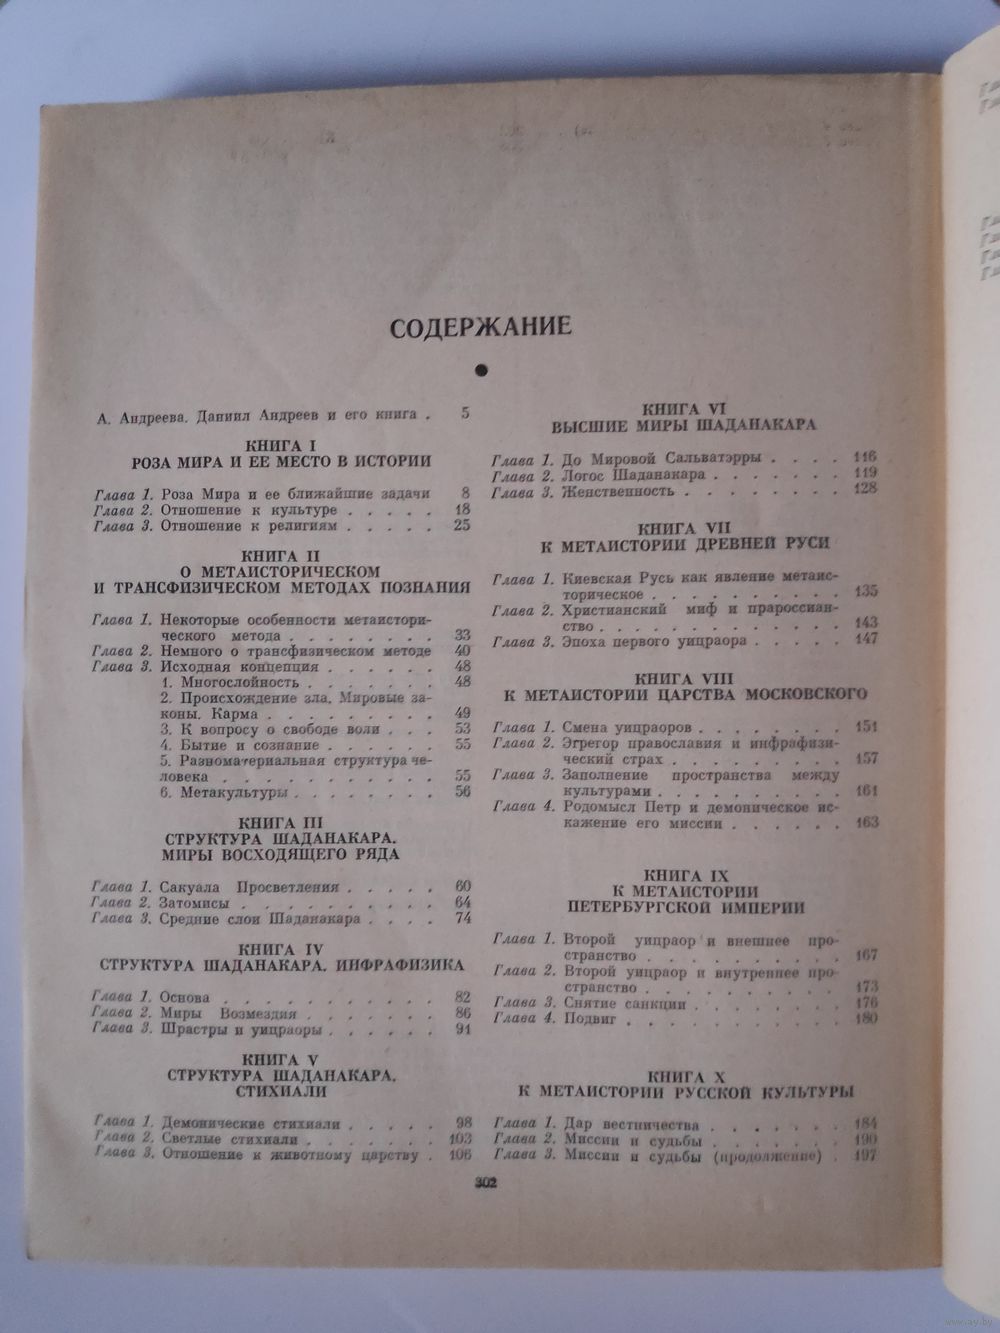 СОДЕРЖАНИЕ
А. Андреева. Даниил Андреев и его книга . 5
КНИГА I
РОЗА МИРА И ЕЕ МЕСТО В ИСТОРИИ
Глава 1. Роза Мира и ее ближайшие задачи 8
Глава 2. Отношение к культуре . . . . . 18
Глава 3. Отношение к религиям . . . . . 25
КНИГА II
О МЕТАИСТОРИЧЕСКОМ
И ТРАНСФИЗИЧЕСКОМ МЕТОДАХ ПОЗНАНИЯ
Глава 1. Некоторые особенности метаистори-
ческого метода . . . . . . . . 33
Глава 2. Немного о трансфизическом методе 40
Глава 3. Исходная концепция . . . . . . 48
1. Многослойность . . . . . . . 48
2. Происхождение зла. Мировые за-
коны. Карма . . . . . . . . . 49
3. К вопросу о свободе воли . . . 53
4. Бытие и сознание . . . . . . 55
5. Разноматериальная структура че-
ловека . . . . . . . . . . . 55
6. Метакультуры . . . . . . . 56
КНИГА III
СТРУКТУРА ШАДАНАКАРА.
МИРЫ ВОСХОДЯЩЕГО РЯДА
Глава 1. Сакуала Просветления . . . . . 60
Глава 2. Затомисы . . . . . . . . . 64
Глава 3. Средние слои Шаданакара . . . . 74
КНИГА IV
СТРУКТУРА ШАДАНАКАРА. ИНФРАФИЗИКА
Глава 1. Основа . . . . . . . . . . 82
Глава 2. Миры Возмездия . . . . . . . 86
Глава 3. Шрастры и уицраоры . . . . . . 91
КНИГА V
СТРУКТУРА ШАДАНАКАРА.
СТИХИАЛИ
Глава 1. Демонические стихиали . . . . . 98
Глава 2. Светлые стихиали . . . . . . . 103
Глава 3. Отношение к животному царству . 106
КНИГА VI
ВЫСШИЕ МИРЫ ШАДАНАКАРА
Глава 1. До Мировой Сальватэрры . . . . 116
Глава 2. Логос Шаданакара . . . . . . . 119
Глава 3. Женственность . . . . . . . . 128
КНИГА VII
К МЕТАИСТОРИИ ДРЕВНЕЙ РУСИ
Глава 1. Киевская Русь как явление метаис-
торическое . . . . . . . . . . 135
Глава 2. Христианский миф и прароссиан-
ство . . . . . . . . . . . . . 143
Глава 3. Эпоха первого уицраора . . . . . 147
КНИГА VIII
К МЕТАИСТОРИИ ЦАРСТВА МОСКОВСКОГО
Глава 1. Смена уицраоров . . . . . . . . 151
Глава 2. Эгрегор православия и инфрафизи-
ческий страх . . . . . . . . . 157
Глава 3. Заполнение пространства между
культурами . . . . . . . . . . 161
Глава 4. Родомысл Петр и демоническое ис-
кажение его миссии . . . . . . 163
КНИГА IX
К МЕТАИСТОРИИ
ПЕТЕРБУРГСКОЙ ИМПЕРИИ
Глава 1. Второй уицраор и внешнее про-
странство . . . . . . . . . . 167
Глава 2. Второй уицраор и внутреннее про-
странство . . . . . . . . . . 173
Глава 3. Снятие санкции . . . . . . . . 176
Глава 4. Подвиг . . . . . . . . . . 180
КНИГА X
К МЕТАИСТОРИИ РУССКОЙ КУЛЬТУРЫ
Глава 1. Дар вестничества . . . . . . . 184
Глава 2. Миссии и судьбы . . . . . . . 190
Глава 3. Миссии и судьбы (продолжение) . 197
302
www.ay.by